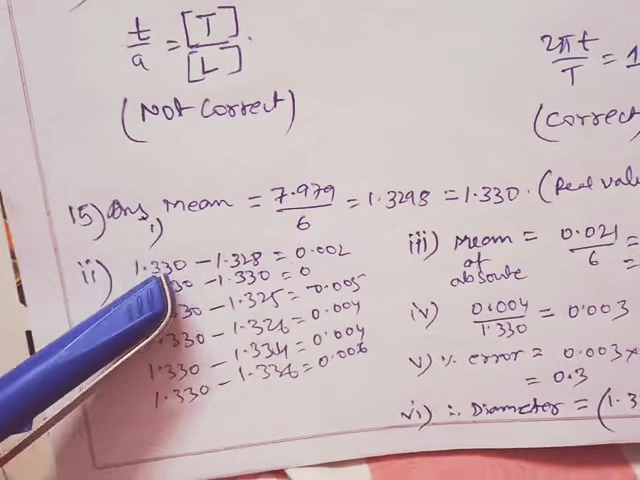 t/a = [T]/[L].
(Not Correct)
2πt/T = 1
(Correct
15) Ans, i) Mean = 7.979/6 = 1.3298 = 1.330. (Real valu
ii) 1.330 - 1.328 = 0.002
30 - 1.330 = 0
330 - 1.325 = 0.005
1.330 - 1.326 = 0.004
1.330 - 1.334 = 0.004
1.330 - 1.336 = 0.006
iii) Mean of absolute = 0.021/6 =
iv) 0.004/1.330 = 0.003
v) % error = 0.003 ×
= 0.3
vi) ∴ Diameter = (1.3